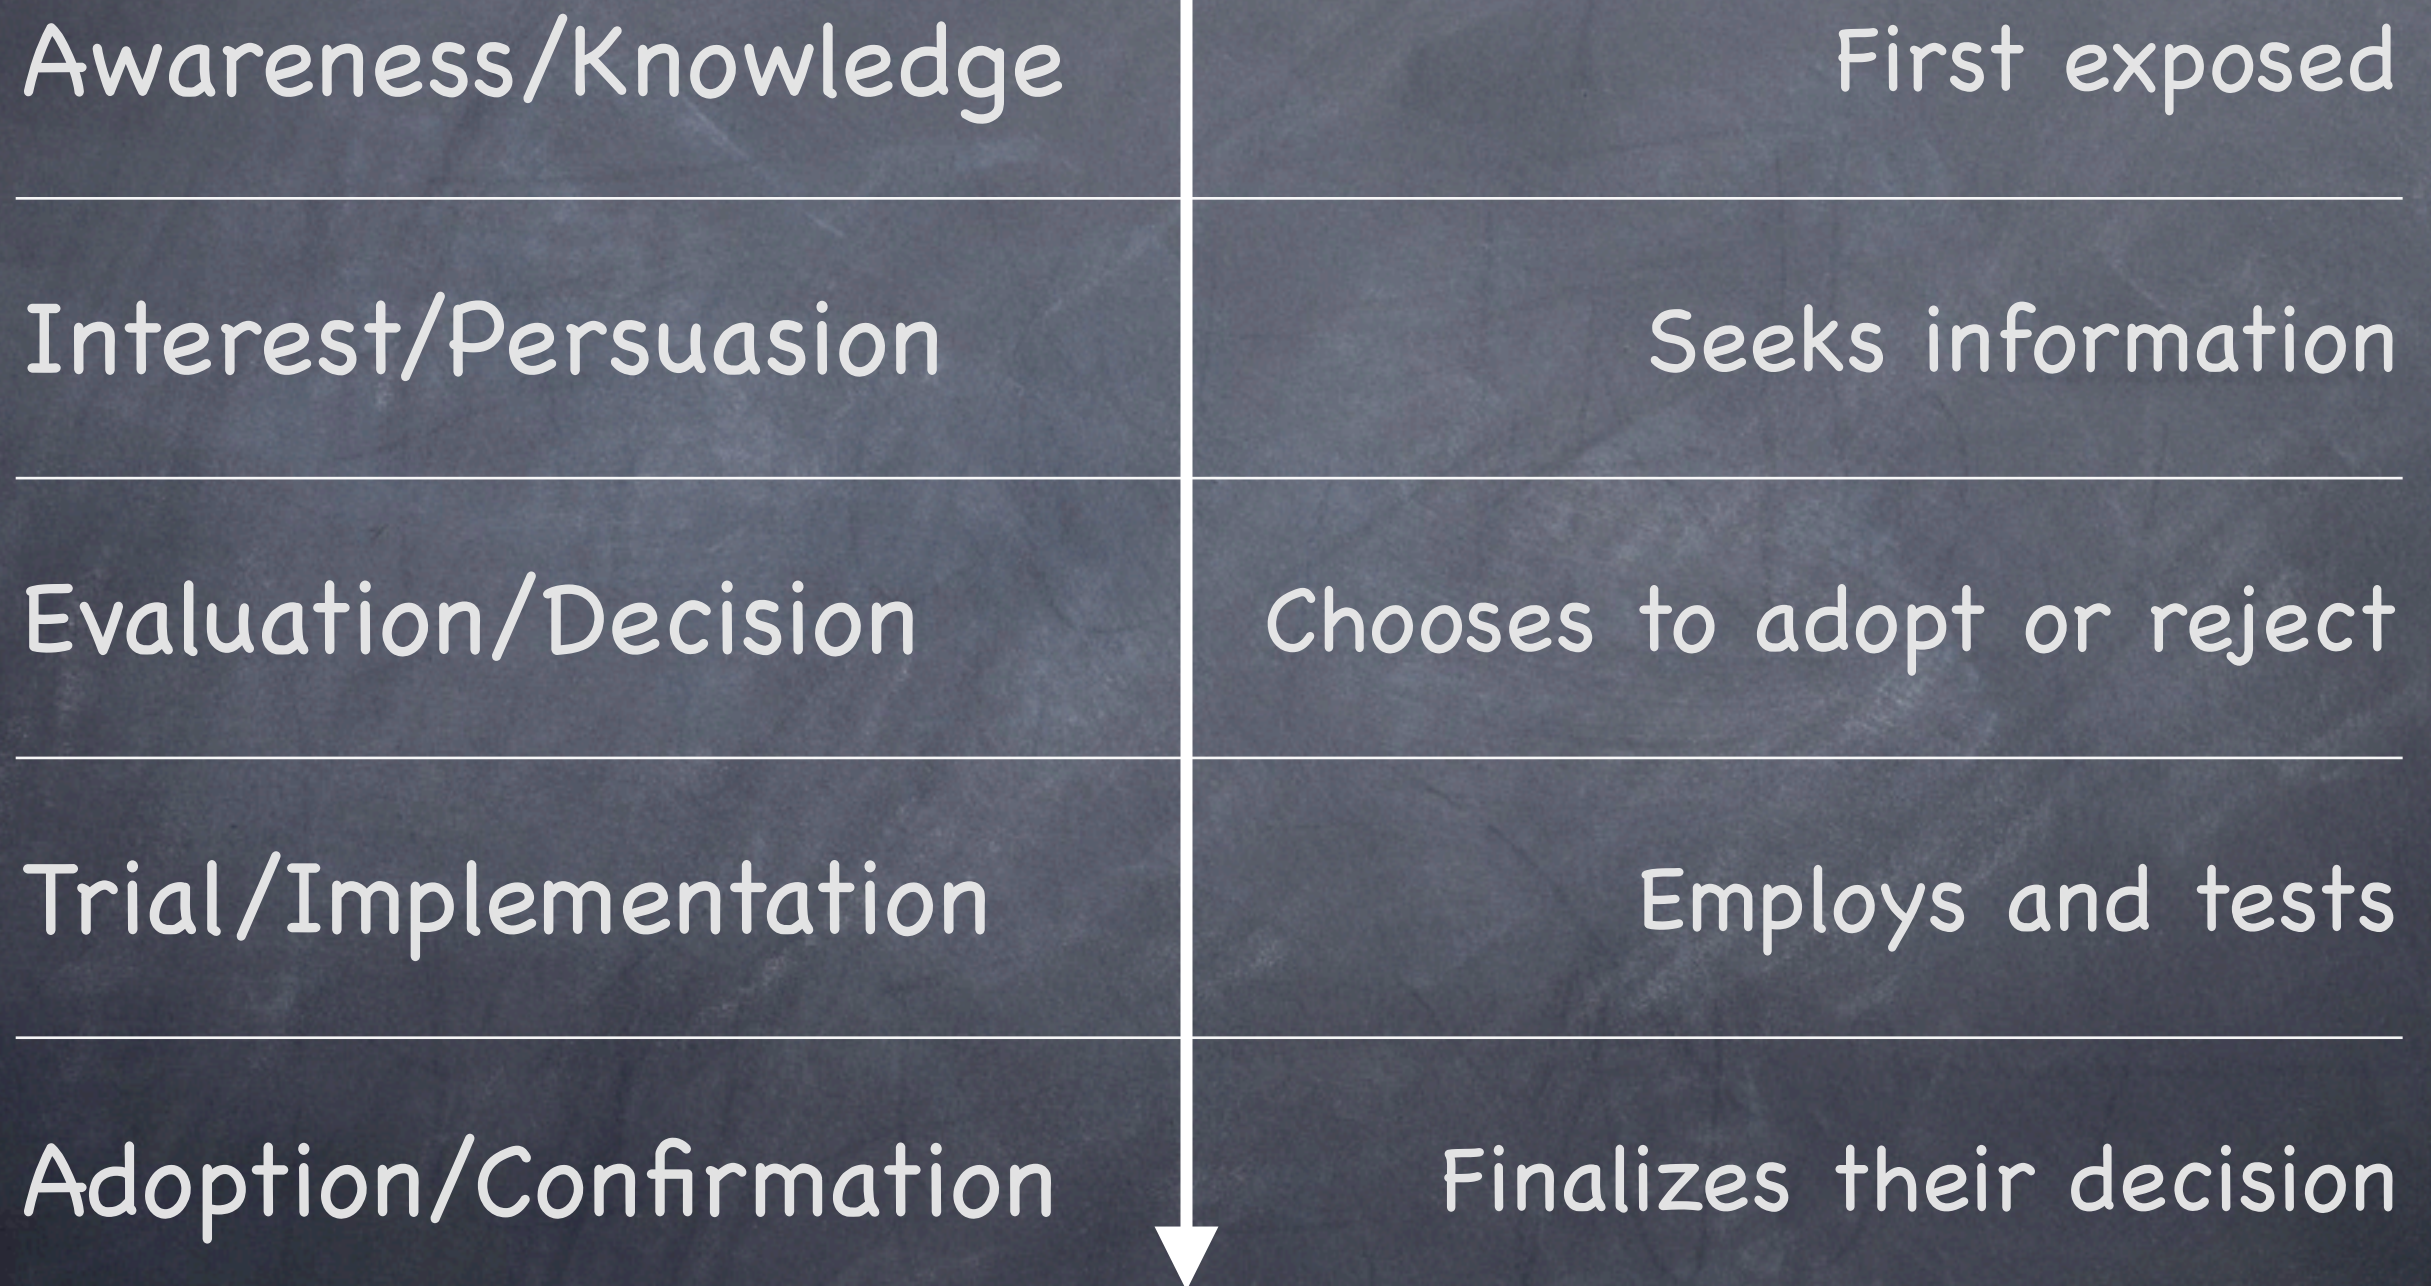 Awareness/Knowledge First exposed
Interest/Persuasion Seeks information
Evaluation/Decision Chooses to adopt or reject
Trial/Implementation Employs and tests
Adoption/Confirmation Finalizes their decision